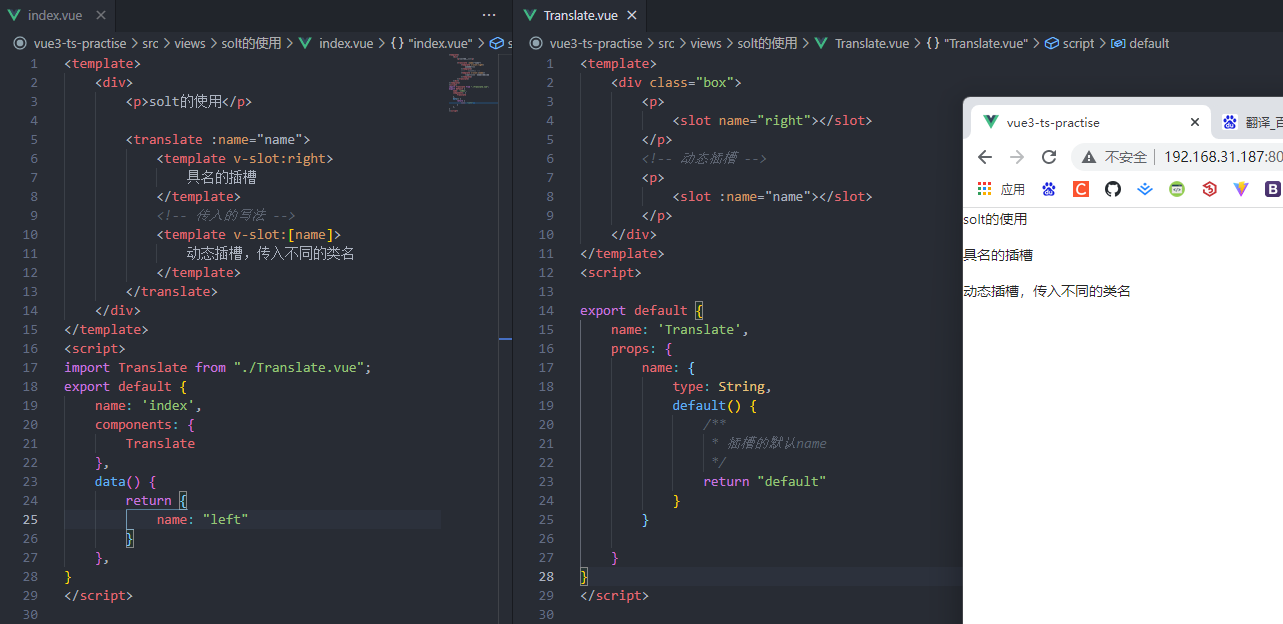 index.vue
vue3-ts-practise > src > views > solt的使用 > index.vue > {} "index.vue" > s
1 <template>
2 <div>
3 <p>solt的使用</p>
4
5 <translate :name="name">
6 <template v-slot:right>
7 具名的插槽
8 </template>
9 <!-- 传入的写法 -->
10 <template v-slot:[name]>
11 动态插槽，传入不同的类名
12 </template>
13 </translate>
14 </div>
15 </template>
16 <script>
17 import Translate from "./Translate.vue";
18 export default {
19 name: 'index',
20 components: {
21 Translate
22 },
23 data() {
24 return {
25 name: "left"
26 }
27 },
28 }
29 </script>
30
Translate.vue
vue3-ts-practise > src > views > solt的使用 > Translate.vue > {} "Translate.vue" > script > default
1 <template>
2 <div class="box">
3 <p>
4 <slot name="right"></slot>
5 </p>
6 <!-- 动态插槽 -->
7 <p>
8 <slot :name="name"></slot>
9 </p>
10 </div>
11 </template>
12 <script>
13
14 export default {
15 name: 'Translate',
16 props: {
17 name: {
18 type: String,
19 default() {
20 /**
21 * 插槽的默认name
22 */
23 return "default"
24 }
25 }
26
27 }
28 }
29 </script>
30
vue3-ts-practise
翻译_百
不安全 | 192.168.31.187:80
应用
solt的使用
具名的插槽
动态插槽，传入不同的类名